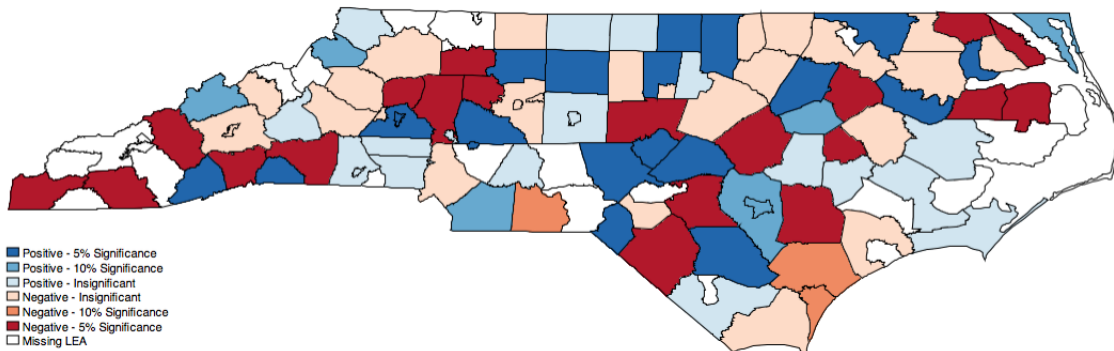 Positive - 5% Significance
Positive - 10% Significance
Positive - Insignificant
Negative - Insignificant
Negative - 10% Significance
Negative - 5% Significance
Missing LEA